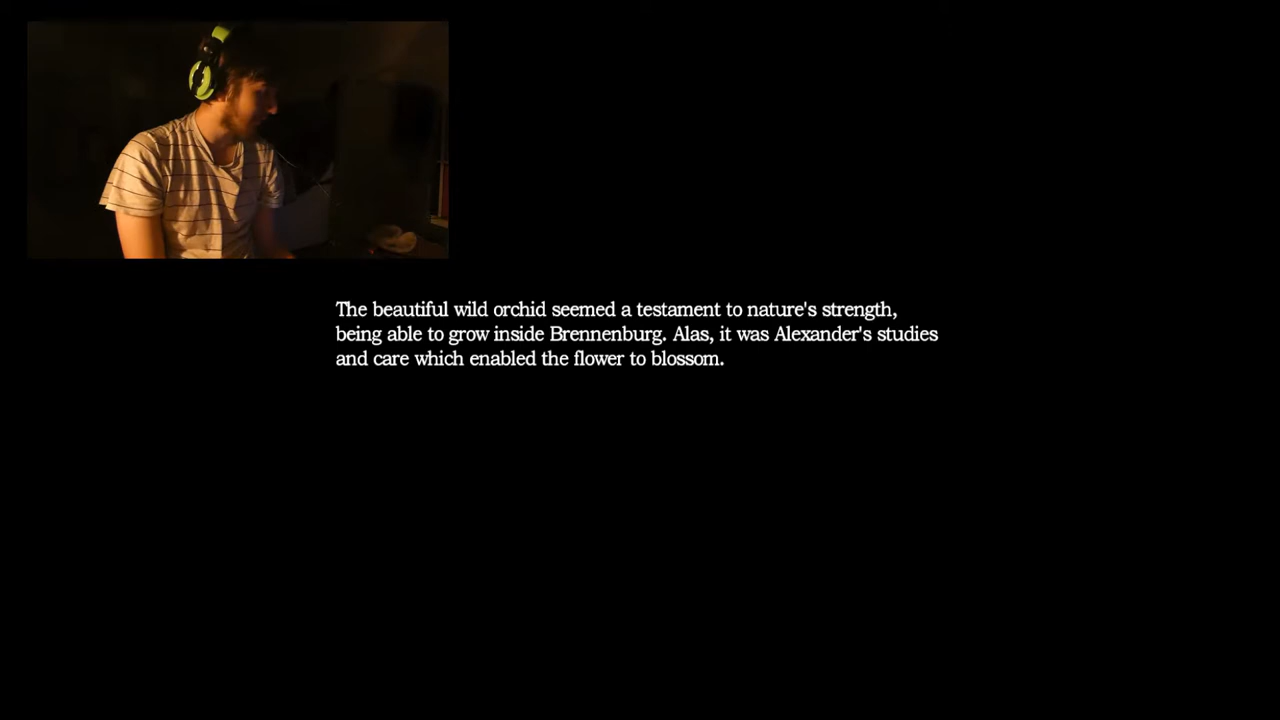 The beautiful wild orchid seemed a testament to nature's strength,
being able to grow inside Brennenburg. Alas, it was Alexander's studies
and care which enabled the flower to blossom.